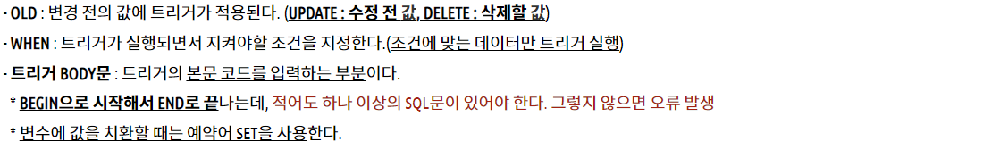 - OLD : 변경 전의 값에 트리거가 적용된다. (UPDATE : 수정 전 값, DELETE : 삭제할 값)
- WHEN : 트리거가 실행되면서 지켜야할 조건을 지정한다.(조건에 맞는 데이터만 트리거 실행)
- 트리거 BODY문 : 트리거의 본문 코드를 입력하는 부분이다.
* BEGIN으로 시작해서 END로 끝나는데, 적어도 하나 이상의 SQL문이 있어야 한다. 그렇지 않으면 오류 발생
* 변수에 값을 치환할 때는 예약어 SET을 사용한다.